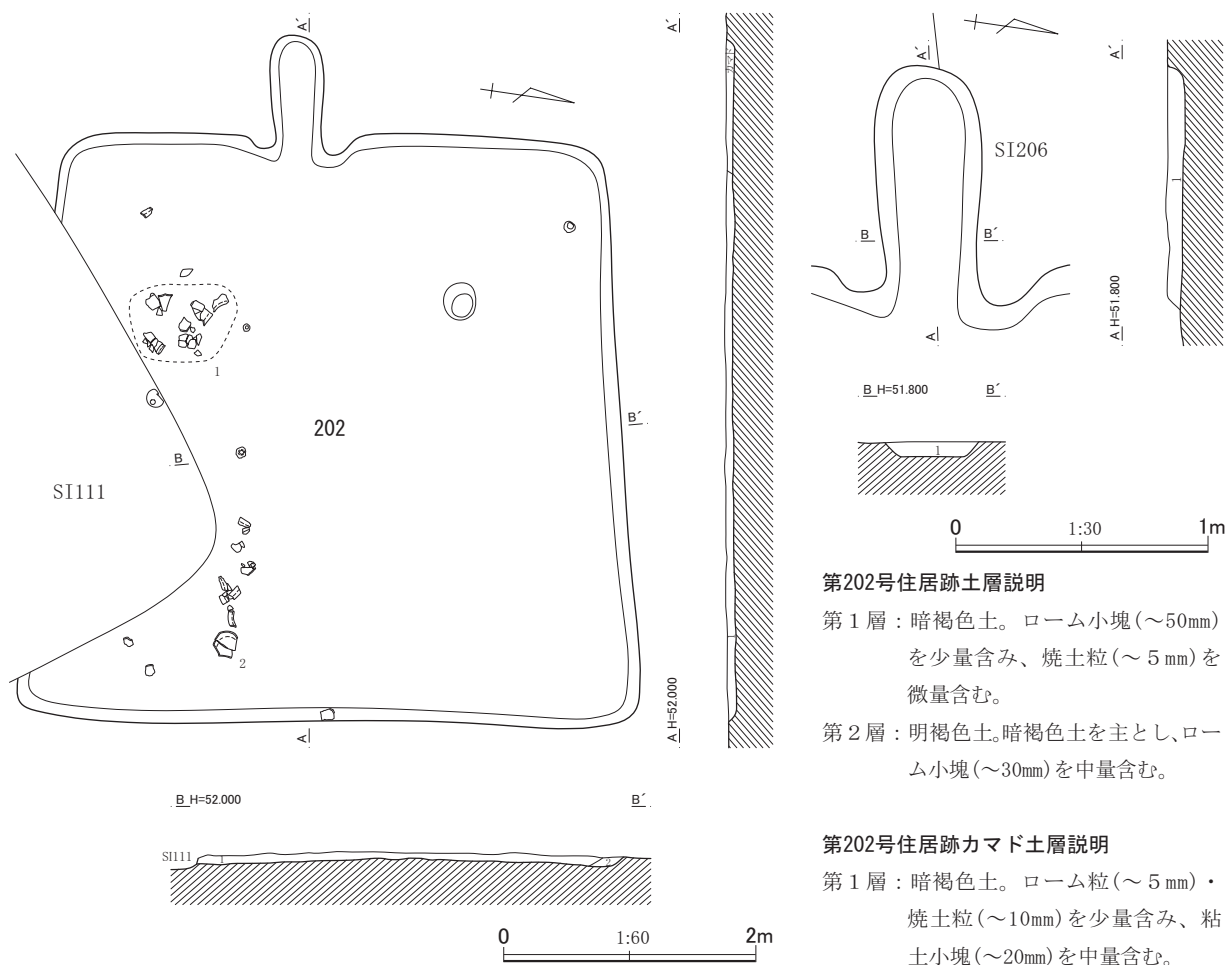 A´
A´
カマド
A´
A´
SI206
B
B´
A
A H=51.800
1
1
202
B´
B
SI111
2
A
A H=52.000
1
B H=51.800
B´
1
0
1:30
1m
第202号住居跡土層説明
第1層：暗褐色土。ローム小塊(～50mm)
を少量含み、焼土粒(～5mm)を
微量含む。
第2層：明褐色土。暗褐色土を主とし、ロー
ム小塊(～30mm)を中量含む。
B H=52.000
B´
SI111
1
2
0
1:60
2m
第202号住居跡カマド土層説明
第1層：暗褐色土。ローム粒(～5mm)・
焼土粒(～10mm)を少量含み、粘
土小塊(～20mm)を中量含む。